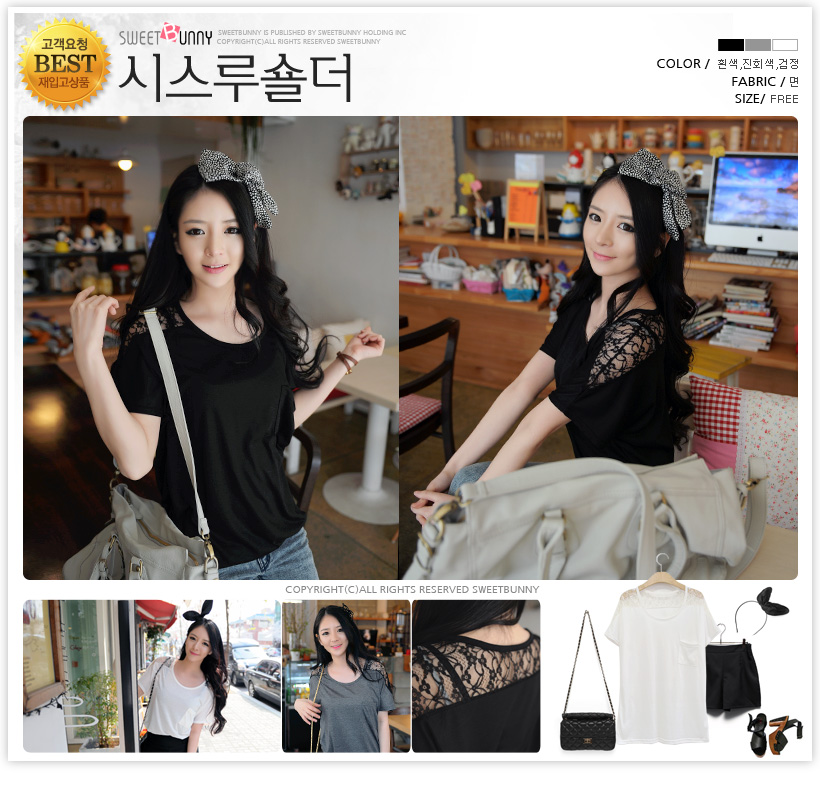 고객요청
BEST
재입고상품
SWEETBUNNY
SWEETBUNNY IS PUBLISHED BY SWEETBUNNY HOLDING INC
COPYRIGHT(C)ALL RIGHTS RESERVED SWEETBUNNY
시스루숄더
COLOR / 흰색,진회색,검정
FABRIC / 면
SIZE/ FREE
COPYRIGHT(C)ALL RIGHTS RESERVED SWEETBUNNY